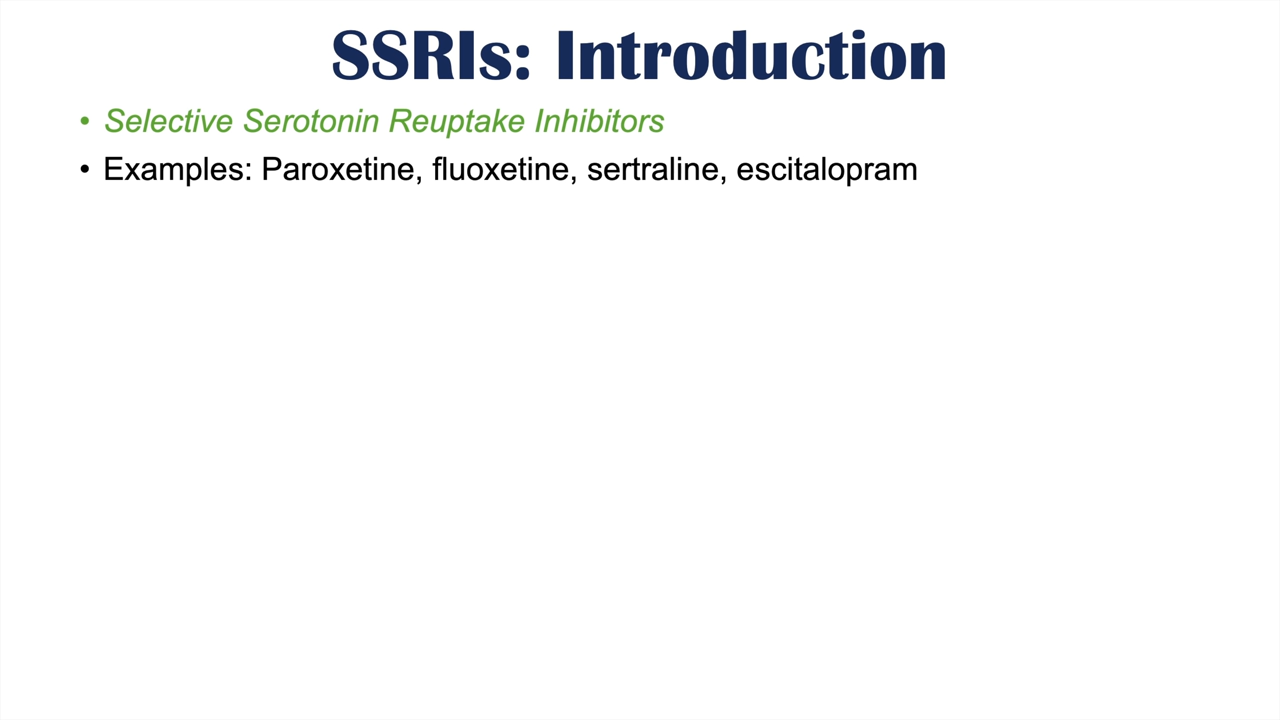 SSRIs: Introduction
• Selective Serotonin Reuptake Inhibitors
• Examples: Paroxetine, fluoxetine, sertraline, escitalopram